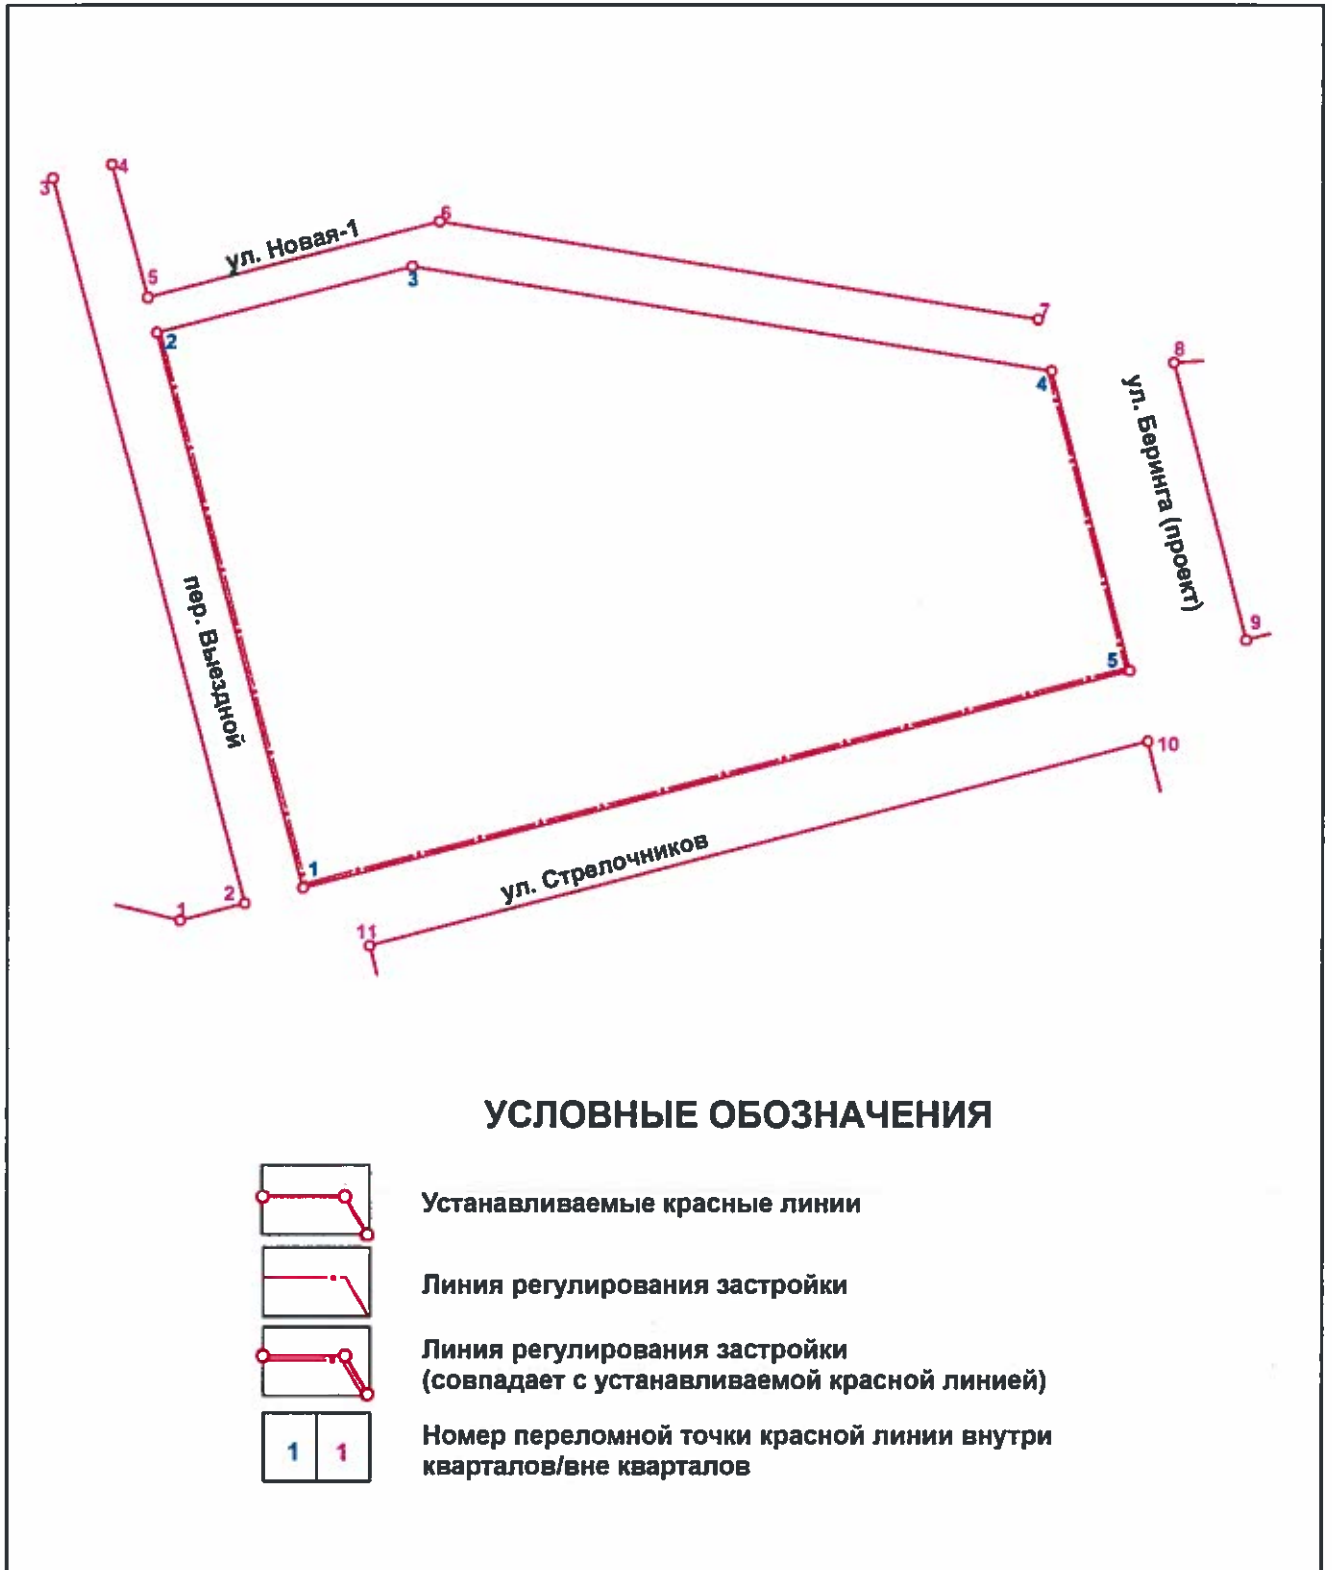 4
3
6
ул. Новая-1
5
3
7
2
8
4
ул. Беринга (проект)
9
пер. Выездной
5
10
1
ул. Стрелочников
2
1
11
УСЛОВНЫЕ ОБОЗНАЧЕНИЯ
Устанавливаемые красные линии
Линия регулирования застройки
Линия регулирования застройки
(совпадает с устанавливаемой красной линией)
1 1 Номер переломной точки красной линии внутри
кварталов/вне кварталов